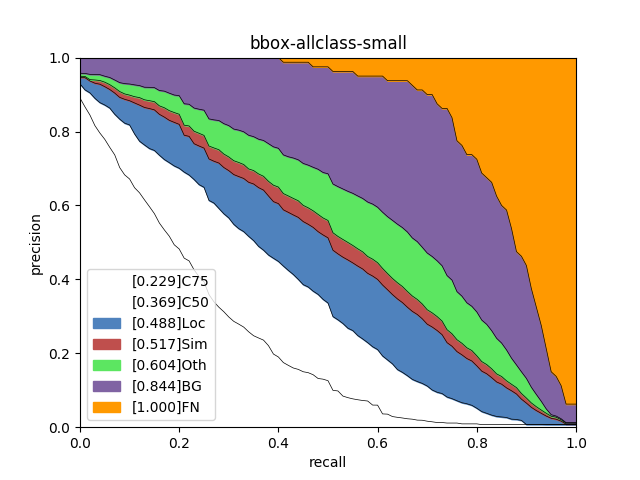 bbox-allclass-small
precision
1.0
0.8
0.6
0.4
0.2
0.0
[0.229]C75
[0.369]C50
[0.488]Loc
[0.517]Sim
[0.604]Oth
[0.844]BG
[1.000]FN
0.0 0.2 0.4 0.6 0.8 1.0
recall